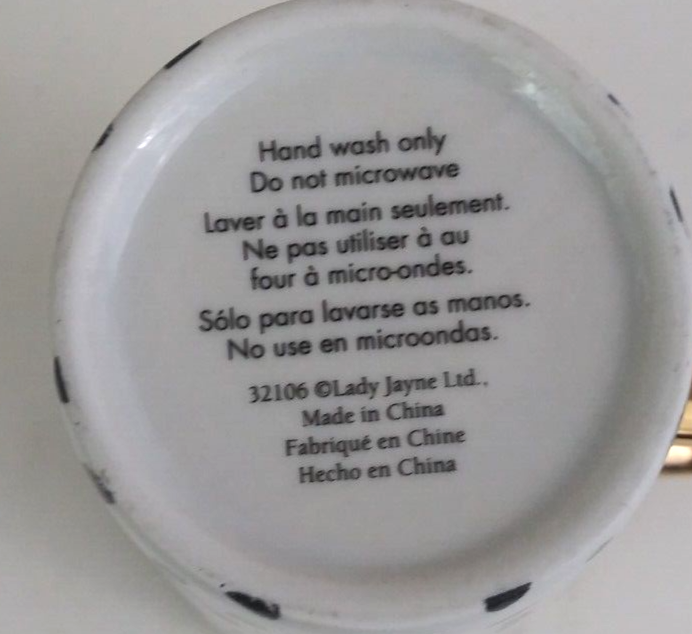 Hand wash only
Do not microwave
Laver à la main seulement.
Ne pas utiliser à au
four à micro-ondes.
Sólo para lavarse as manos.
No use en microondas.
32106 ©Lady Jayne Ltd.,
Made in China
Fabriqué en Chine
Hecho en China